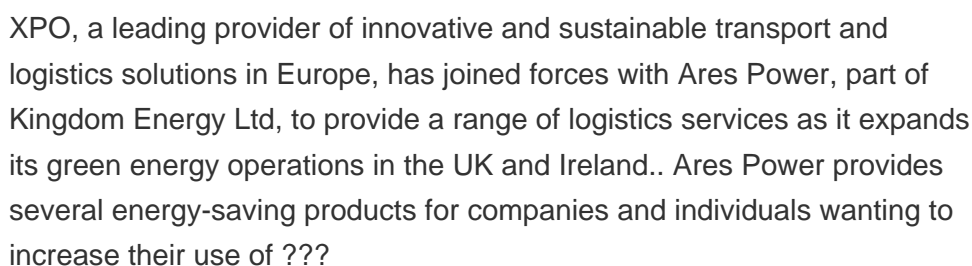 XPO, a leading provider of innovative and sustainable transport and
logistics solutions in Europe, has joined forces with Ares Power, part of
Kingdom Energy Ltd, to provide a range of logistics services as it expands
its green energy operations in the UK and Ireland.. Ares Power provides
several energy-saving products for companies and individuals wanting to
increase their use of ???